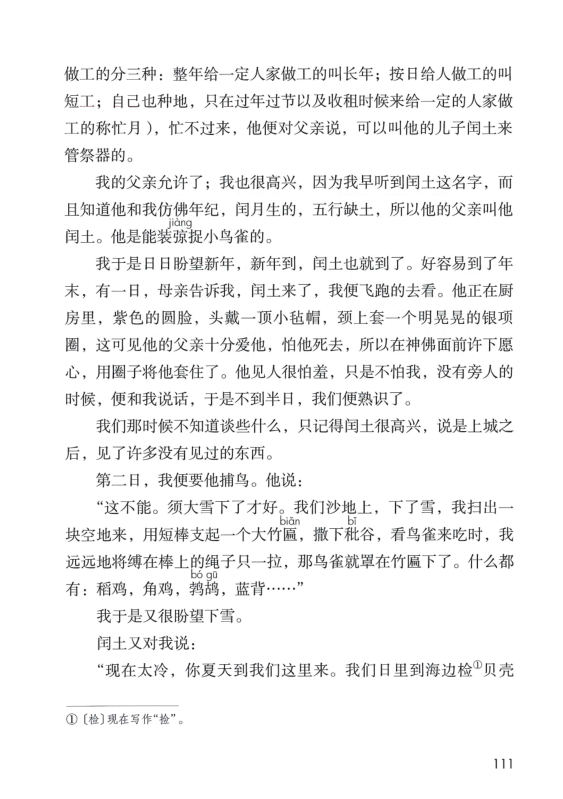 做工的分三种：整年给一定人家做工的叫长年；按日给人做工的叫
短工；自己也种地，只在过年过节以及收租时候来给一定的人家做
工的称忙月），忙不过来，他便对父亲说，可以叫他的儿子闰土来
管祭器的。
我的父亲允许了；我也很高兴，因为我早听到闰土这名字，而
且知道他和我仿佛年纪，闰月生的，五行缺土，所以他的父亲叫他
jiàng
闰土。他是能装弶捉小鸟雀的。
我于是日日盼望新年，新年到，闰土也就到了。好容易到了年
末，有一日，母亲告诉我，闰土来了，我便飞跑的去看。他正在厨
房里，紫色的圆脸，头戴一顶小毡帽，颈上套一个明晃晃的银项
圈，这可见他的父亲十分爱他，怕他死去，所以在神佛面前许下愿
心，用圈子将他套住了。他见人很怕羞，只是不怕我，没有旁人的
时候，便和我说话，于是不到半日，我们便熟识了。
我们那时候不知道谈些什么，只记得闰土很高兴，说是上城之
后，见了许多没有见过的东西。
第二日，我便要他捕鸟。他说：
“这不能。须大雪下了才好。我们沙地上，下了雪，我扫出一
biǎn bǐ
块空地来，用短棒支起一个大竹匾，撒下秕谷，看鸟雀来吃时，我
远远地将缚在棒上的绳子只一拉，那鸟雀就罩在竹匾下了。什么都
bó gū
有：稻鸡，角鸡，鹁鸪，蓝背……”
我于是又很盼望下雪。
闰土又对我说：
“现在太冷，你夏天到我们这里来。我们日里到海边检①贝壳
①〔检〕现在写作“捡”。
111